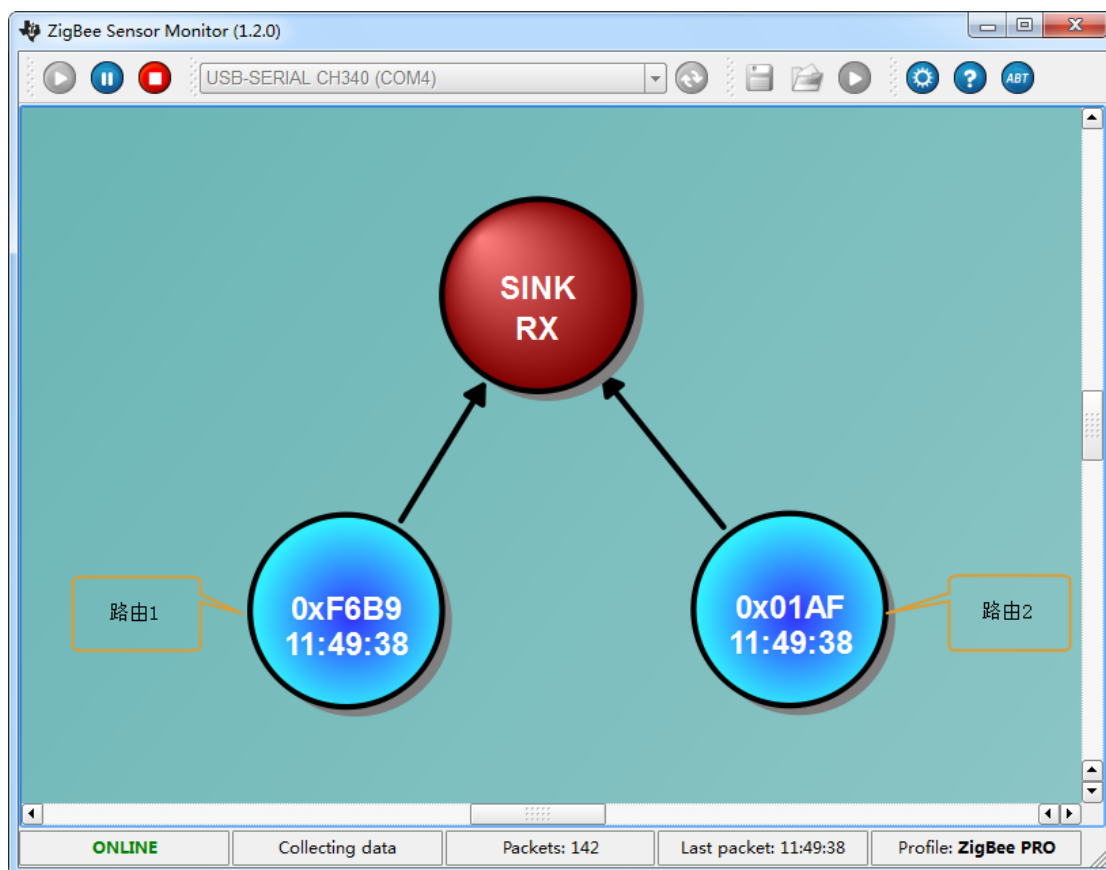 ZigBee Sensor Monitor (1.2.0)
USB-SERIAL CH340 (COM4)
ABT
SINK
RX
路由1
0xF6B9
11:49:38
0x01AF
11:49:38
路由2
ONLINE
Collecting data
Packets: 142
Last packet: 11:49:38
Profile: ZigBee PRO